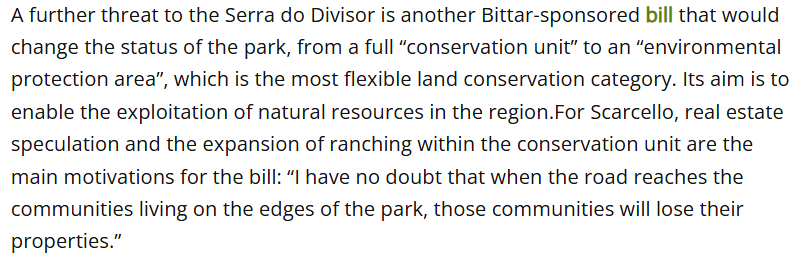 A further threat to the Serra do Divisor is another Bittar-sponsored bill that would
change the status of the park, from a full “conservation unit” to an “environmental
protection area”, which is the most flexible land conservation category. Its aim is to
enable the exploitation of natural resources in the region.For Scarcello, real estate
speculation and the expansion of ranching within the conservation unit are the
main motivations for the bill: “I have no doubt that when the road reaches the
communities living on the edges of the park, those communities will lose their
properties.”